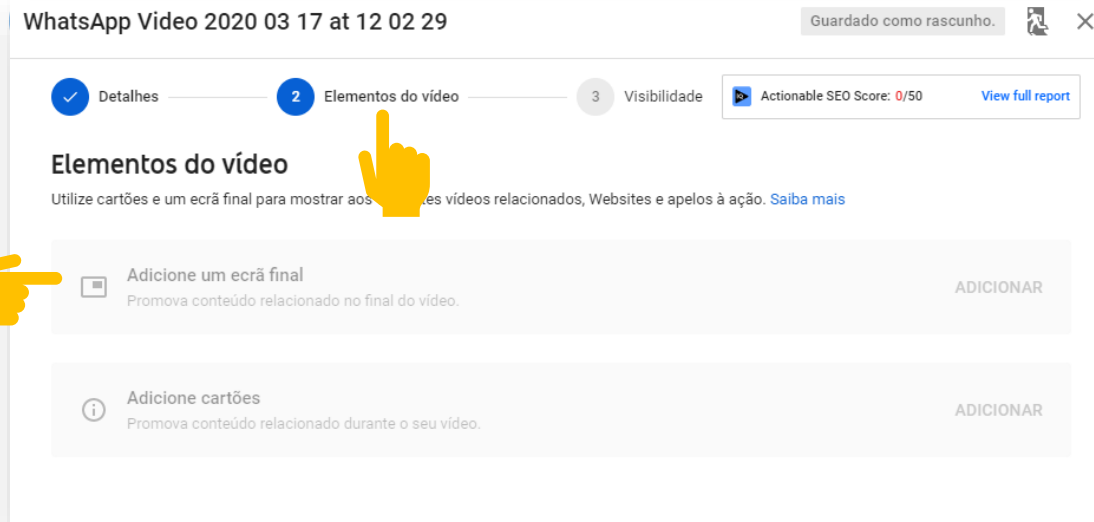 WhatsApp Video 2020 03 17 at 12 02 29
Guardado como rascunho.
Detalhes
2 Elementos do vídeo
3 Visibilidade
Actionable SEO Score: 0/50 View full report
Elementos do vídeo
Utilize cartões e um ecrã final para mostrar aos vídeos relacionados, Websites e apelos à ação. Saiba mais
Adicione um ecrã final
Promova conteúdo relacionado no final do vídeo.
ADICIONAR
Adicione cartões
Promova conteúdo relacionado durante o seu vídeo.
ADICIONAR